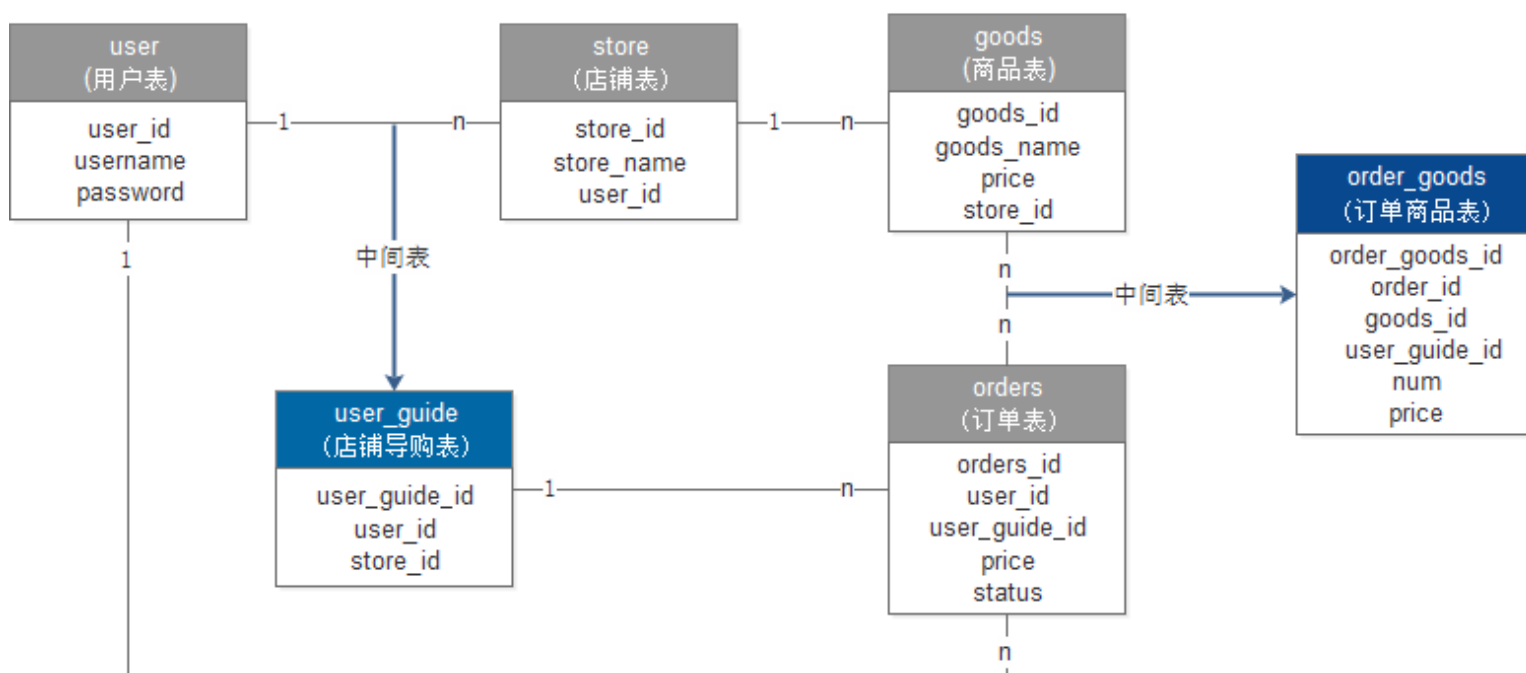 user
(用户表)
user_id
username
password
1
n
store
(店铺表)
store_id
store_name
user_id
1
n
goods
(商品表)
goods_id
goods_name
price
store_id
1
中间表
n
n
中间表
order_goods
(订单商品表)
order_goods_id
order_id
goods_id
user_guide_id
num
price
user_guide
(店铺导购表)
user_guide_id
user_id
store_id
1
n
orders
(订单表)
orders_id
user_id
user_guide_id
price
status
n